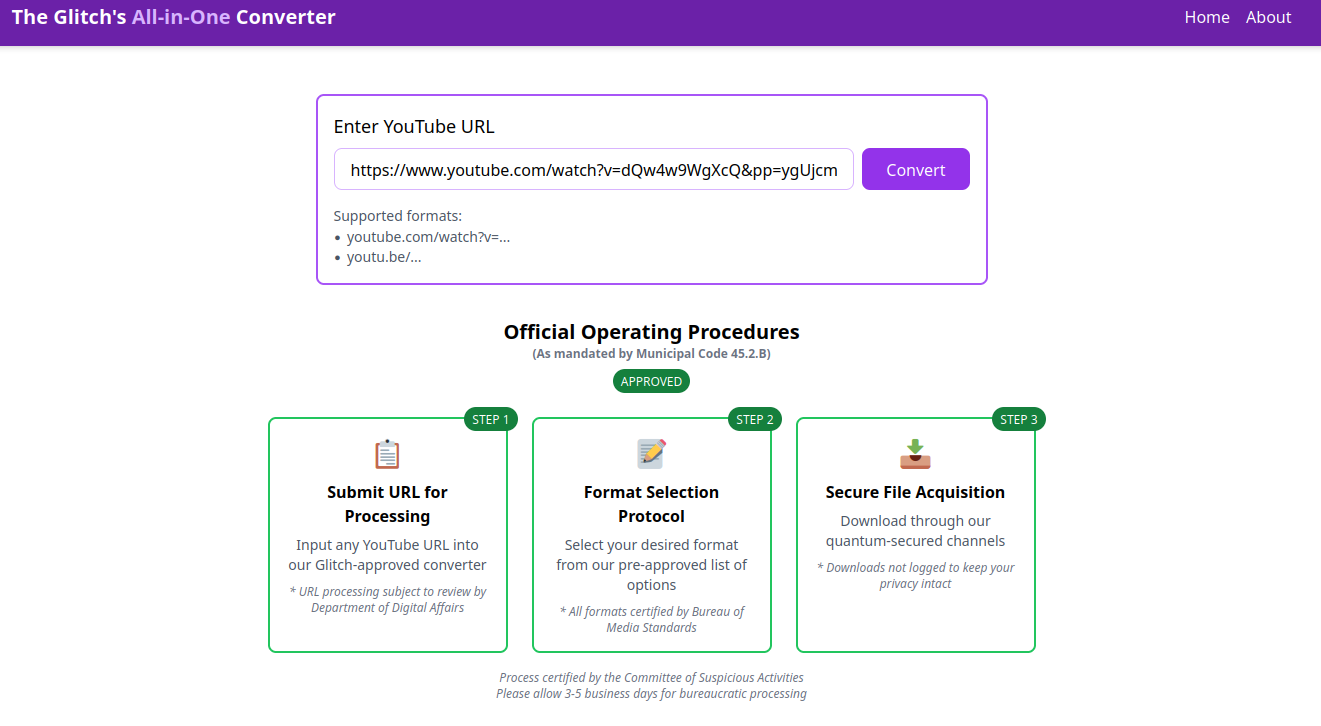 The Glitch's All-in-One Converter
Home About
Enter YouTube URL
https://www.youtube.com/watch?v=dQw4w9WgXcQ&pp=ygUjcm
Convert
Supported formats:
• youtube.com/watch?v=...
• youtu.be/...
Official Operating Procedures
(As mandated by Municipal Code 45.2.B)
APPROVED
STEP 1
Submit URL for
Processing
Input any YouTube URL into
our Glitch-approved converter
* URL processing subject to review by
Department of Digital Affairs
STEP 2
Format Selection
Protocol
Select your desired format
from our pre-approved list of
options
* All formats certified by Bureau of
Media Standards
STEP 3
Secure File Acquisition
Download through our
quantum-secured channels
* Downloads not logged to keep your
privacy intact
Process certified by the Committee of Suspicious Activities
Please allow 3-5 business days for bureaucratic processing